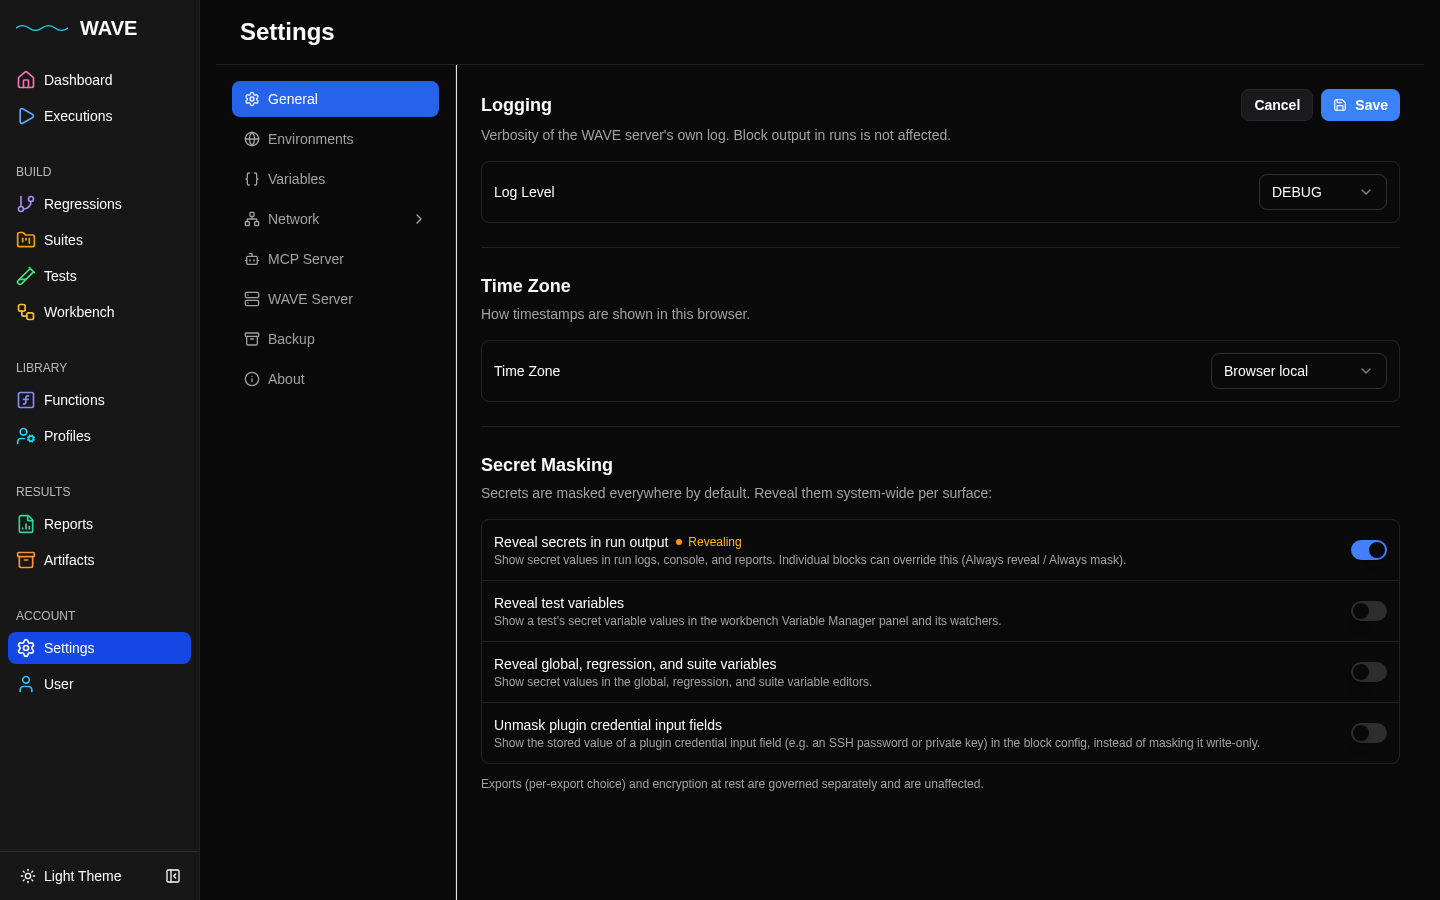 WAVE
Dashboard
Executions
BUILD
Regressions
Suites
Tests
Workbench
LIBRARY
Functions
Profiles
RESULTS
Reports
Artifacts
ACCOUNT
Settings
User
Light Theme
Settings
General
Environments
Variables
Network
MCP Server
WAVE Server
Backup
About
Logging
Cancel
Save
Verbosity of the WAVE server's own log. Block output in runs is not affected.
Log Level
DEBUG
Time Zone
How timestamps are shown in this browser.
Time Zone
Browser local
Secret Masking
Secrets are masked everywhere by default. Reveal them system-wide per surface:
Reveal secrets in run output
Revealing
Show secret values in run logs, console, and reports. Individual blocks can override this (Always reveal / Always mask).
Reveal test variables
Show a test's secret variable values in the workbench Variable Manager panel and its watchers.
Reveal global, regression, and suite variables
Show secret values in the global, regression, and suite variable editors.
Unmask plugin credential input fields
Show the stored value of a plugin credential input field (e.g. an SSH password or private key) in the block config, instead of masking it write-only.
Exports (per-export choice) and encryption at rest are governed separately and are unaffected.